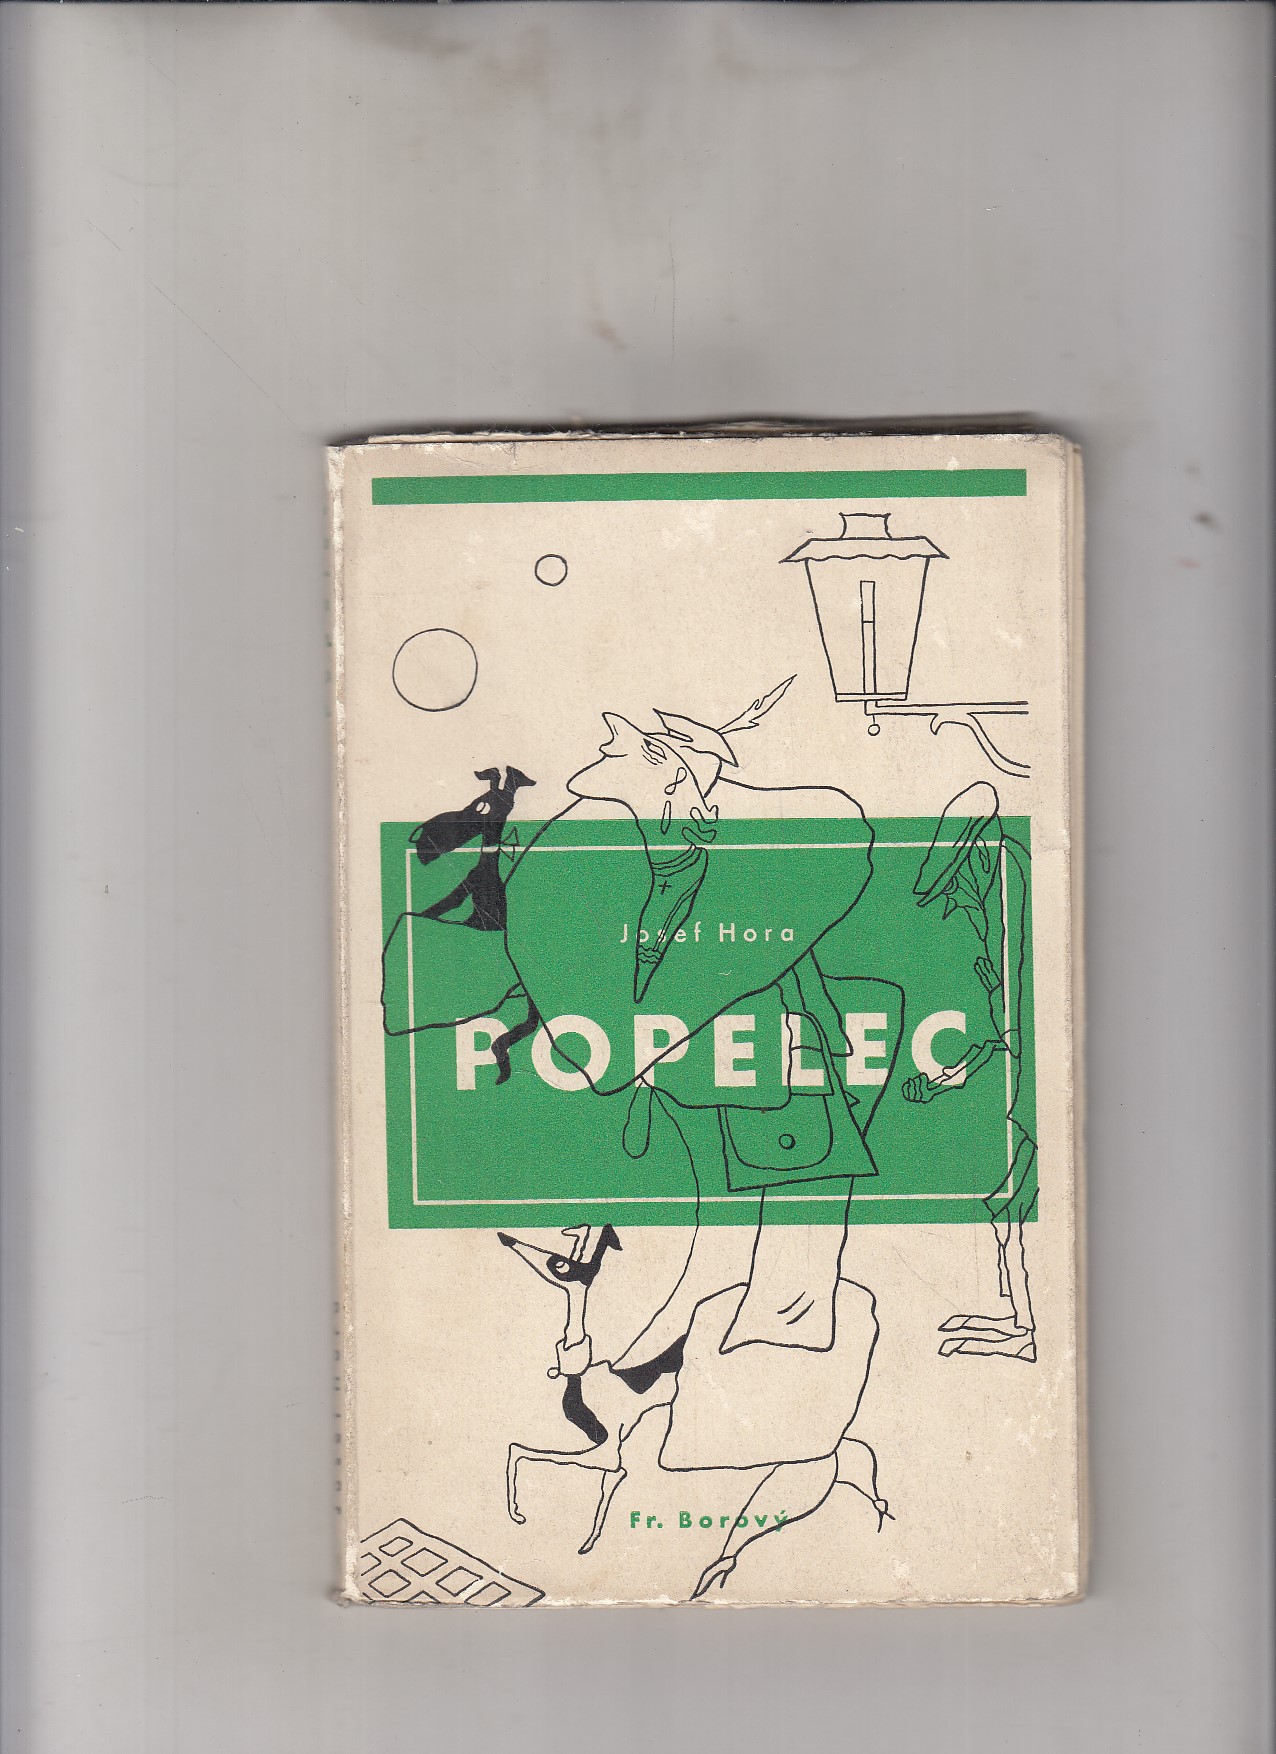 Josef Hora
POPELEC
Fr. Borový